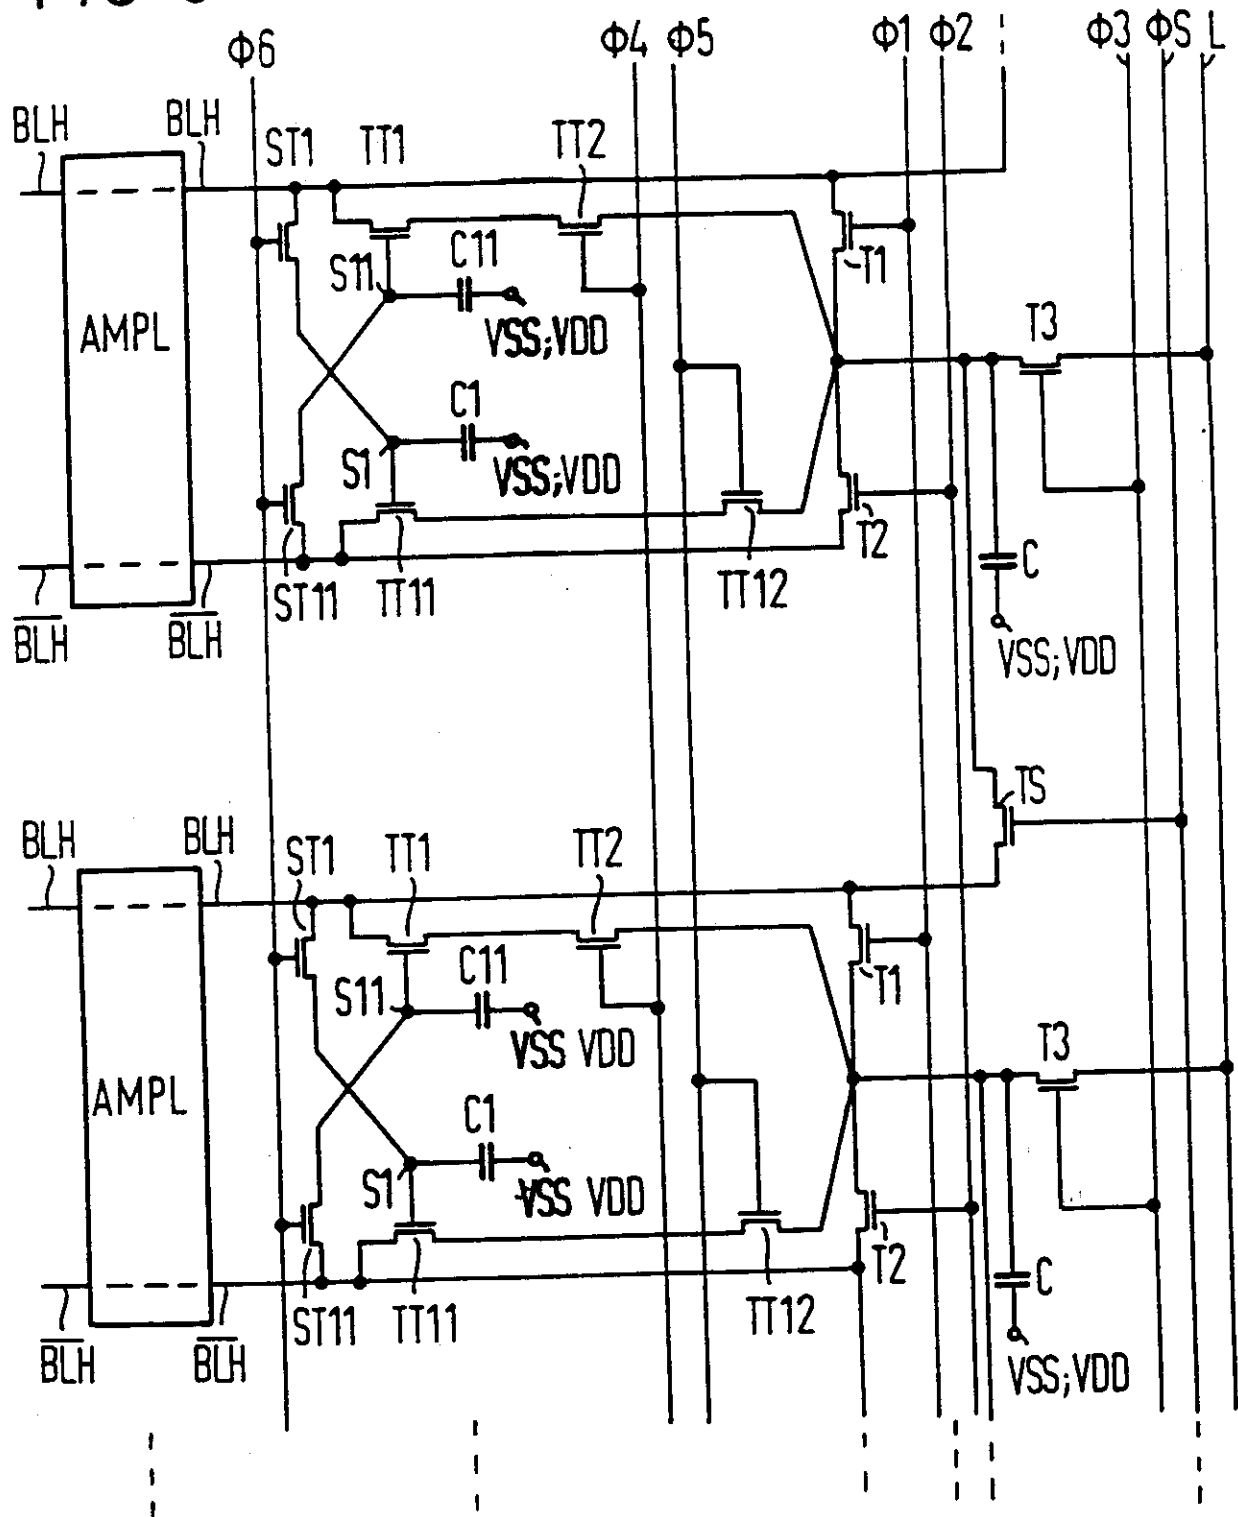 Φ6
Φ4 Φ5
Φ1 Φ2
Φ3 ΦS L
BLH BLH
ST1 TT1 TT2
C11
S11
T1
VSS;VDD
AMPL
T3
C1
S1
VSS;VDD
T2
C
ST11 TT11
TT12
BLH BLH
VSS;VDD
TS
BLH BLH
ST1 TT1 TT2
C11
S11
T1
VSS VDD
T3
AMPL
C1
S1
VSS VDD
T2
C
ST11 TT11 TT12
BLH BLH
VSS;VDD